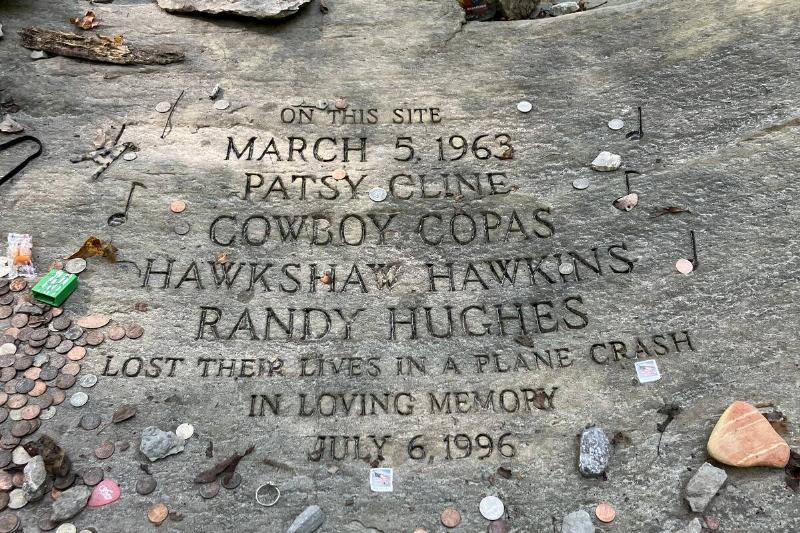 ON THIS SITE
MARCH 5, 1963
PATSY CLINE
COWBOY COPAS
HAWKSHAW HAWKINS
RANDY HUGHES
LOST THEIR LIVES IN A PLANE CRASH
IN LOVING MEMORY
JULY 6, 1996